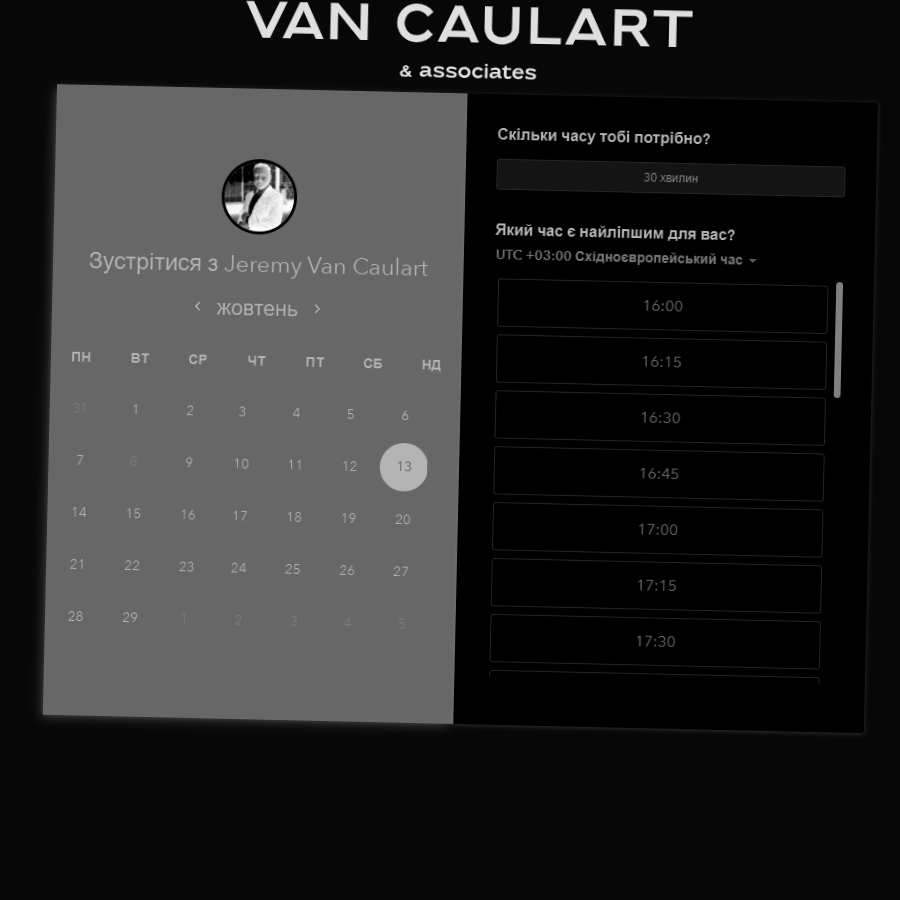 VAN CAULART
& associates
Зустрітися з Jeremy Van Caulart
жовтень
ПН ВТ СР ЧТ ПТ СБ НД
31 1 2 3 4 5 6
7 8 9 10 11 12 13
14 15 16 17 18 19 20
21 22 23 24 25 26 27
28 29 1 2 3 4 5
Скільки часу тобі потрібно?
30 хвилин
Який час є найліпшим для вас?
UTC +03:00 Східноєвропейський час
16:00
16:15
16:30
16:45
17:00
17:15
17:30